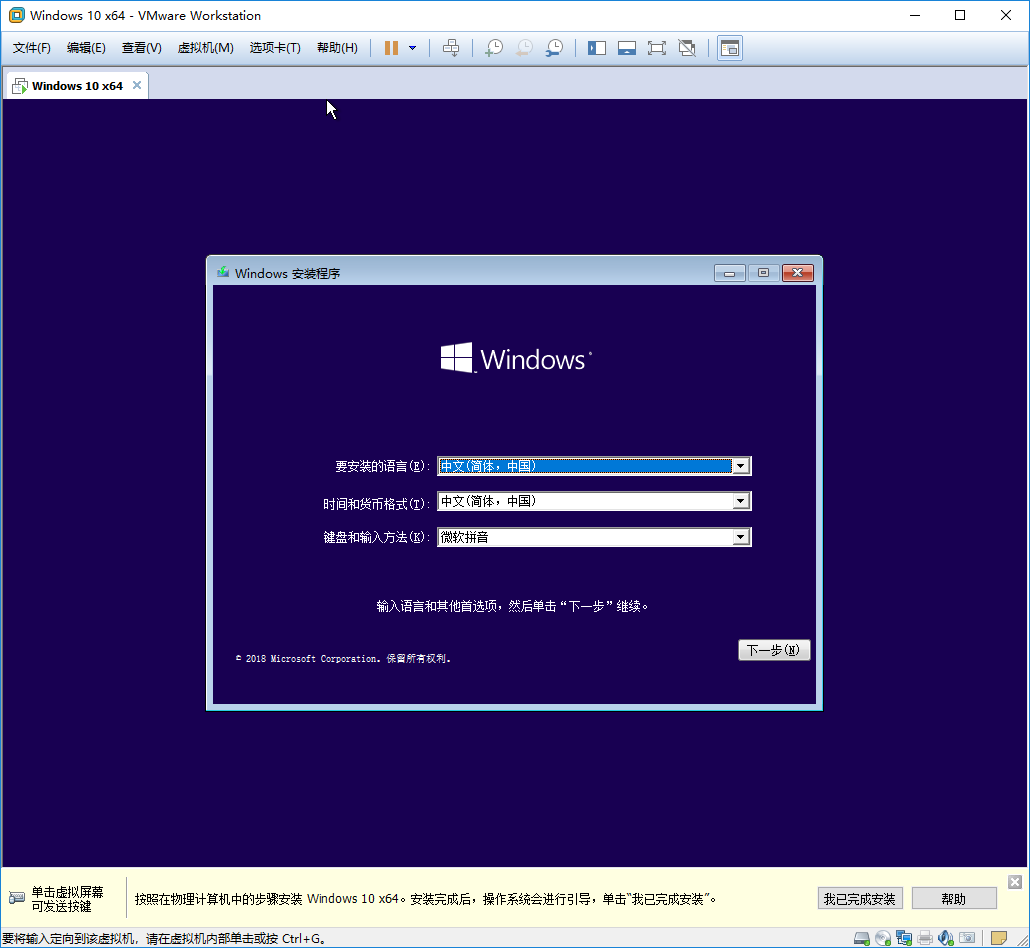 Windows 10 x64 - VMware Workstation
文件(F) 编辑(E) 查看(V) 虚拟机(M) 选项卡(T) 帮助(H)
Windows 10 x64
Windows 安装程序
Windows
要安装的语言(E): 中文(简体，中国)
时间和货币格式(T): 中文(简体，中国)
键盘和输入方法(K): 微软拼音
输入语言和其他首选项，然后单击“下一步”继续。
下一步(N)
© 2018 Microsoft Corporation. 保留所有权利.
单击虚拟屏幕
可发送按键
按照在物理计算机中的步骤安装 Windows 10 x64。安装完成后，操作系统会进行引导，单击“我已完成安装”。
我已完成安装
帮助
要将输入定向到该虚拟机，请在虚拟机内部单击或按 Ctrl+G。